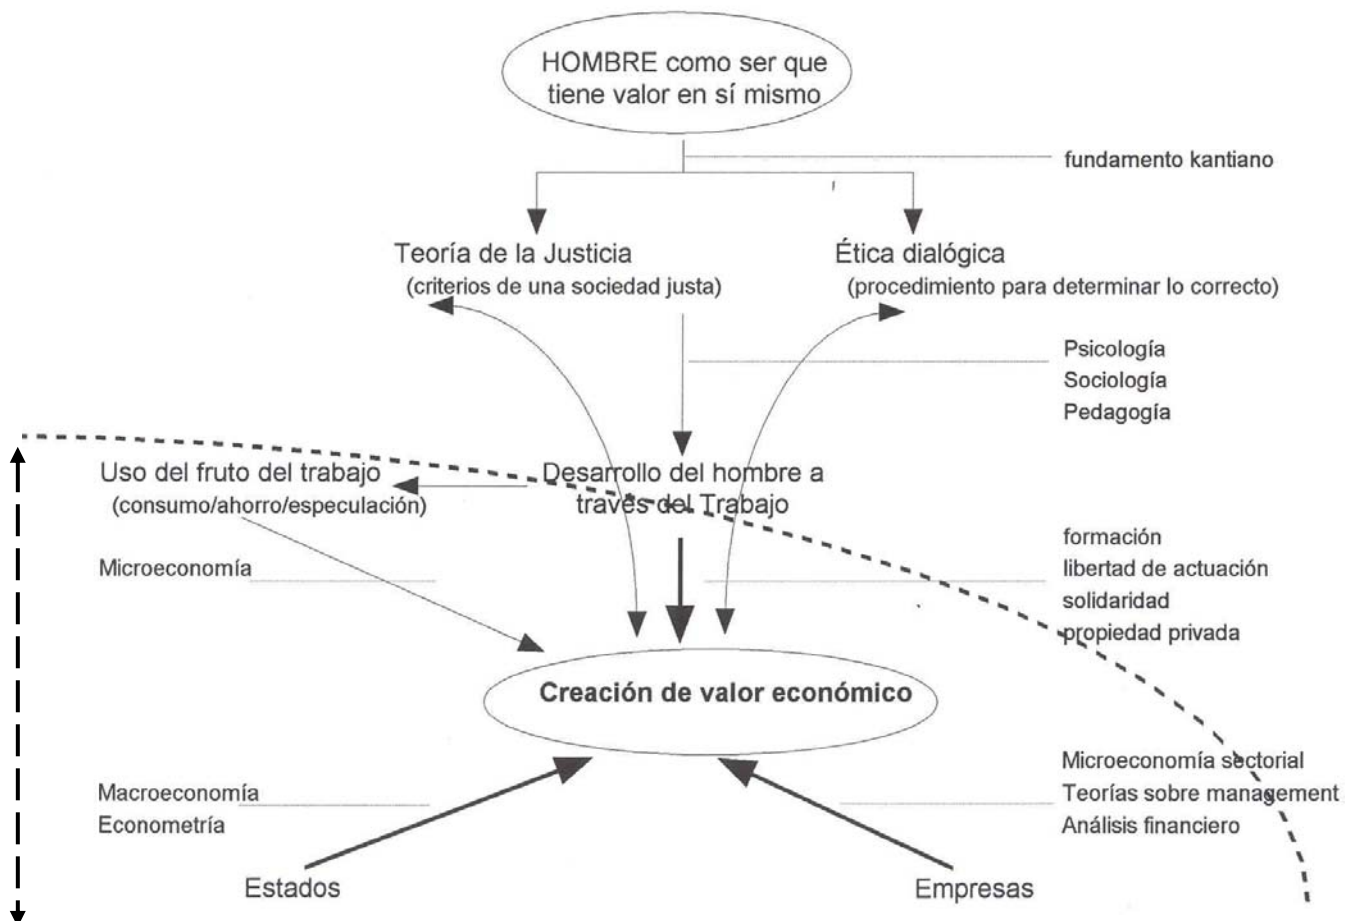 HOMBRE como ser que
tiene valor en sí mismo
fundamento kantiano
Teoría de la Justicia
(criterios de una sociedad justa)
Ética dialógica
(procedimiento para determinar lo correcto)
Psicología
Sociología
Pedagogía
Uso del fruto del trabajo
(consumo/ahorro/especulación)
Desarrollo del hombre a
través del Trabajo
Microeconomía
formación
libertad de actuación
solidaridad
propiedad privada
Creación de valor económico
Macroeconomía
Econometría
Microeconomía sectorial
Teorías sobre management
Análisis financiero
Estados
Empresas